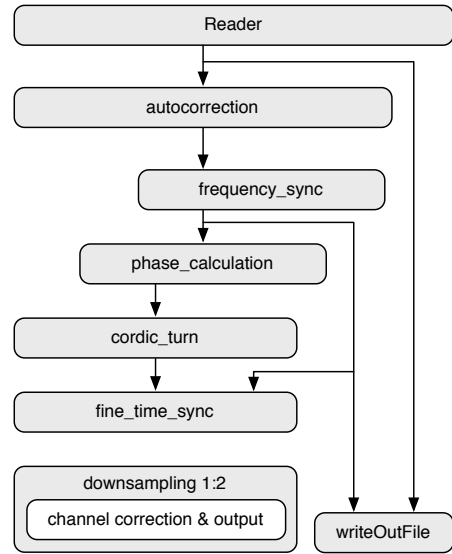 Reader
autocorrection
frequency_sync
phase_calculation
cordic_turn
fine_time_sync
downsampling 1:2
channel correction & output
writeOutFile